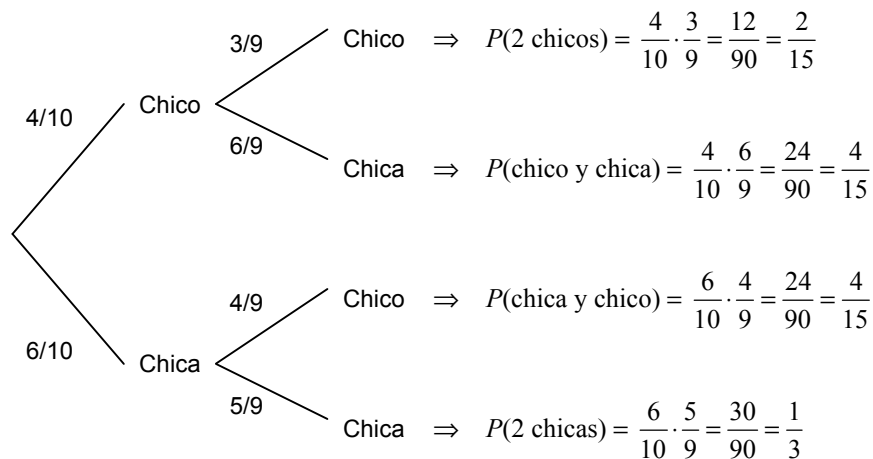 3/9 Chico ⇒ P(2 chicos) = 4/10 · 3/9 = 12/90 = 2/15
4/10 Chico
6/9 Chica ⇒ P(chico y chica) = 4/10 · 6/9 = 24/90 = 4/15
4/9 Chico ⇒ P(chica y chico) = 6/10 · 4/9 = 24/90 = 4/15
6/10 Chica
5/9 Chica ⇒ P(2 chicas) = 6/10 · 5/9 = 30/90 = 1/3